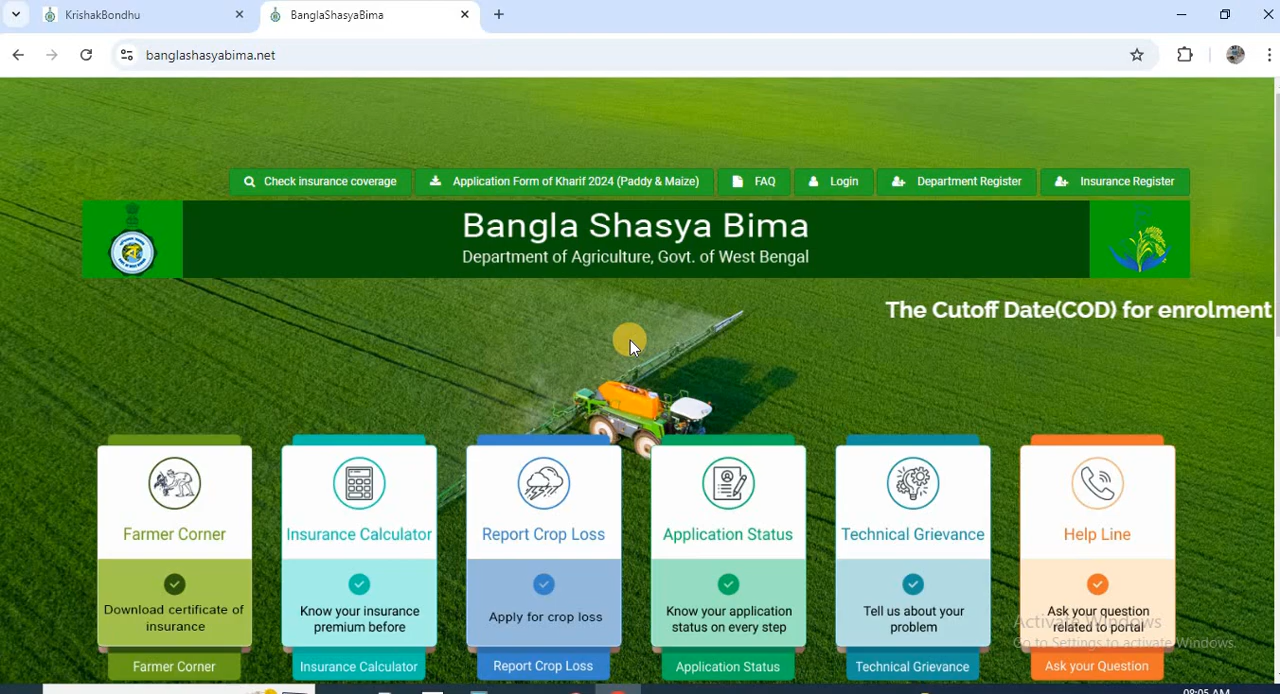 KrishakBondhu
BanglaShasyaBima
banglashasyabima.net
Check insurance coverage
Application Form of Kharif 2024 (Paddy & Maize)
FAQ
Login
Department Register
Insurance Register
Bangla Shasya Bima
Department of Agriculture, Govt. of West Bengal
The Cutoff Date(COD) for enrolment
Farmer Corner
Download certificate of
insurance
Farmer Corner
Insurance Calculator
Know your insurance
premium before
Insurance Calculator
Report Crop Loss
Apply for crop loss
Report Crop Loss
Application Status
Know your application
status on every step
Application Status
Technical Grievance
Tell us about your
problem
Technical Grievance
Help Line
Ask your question
related to portal
Ask your Question
Activate Windows
Go to Settings to activate Windows.
08:05 AM